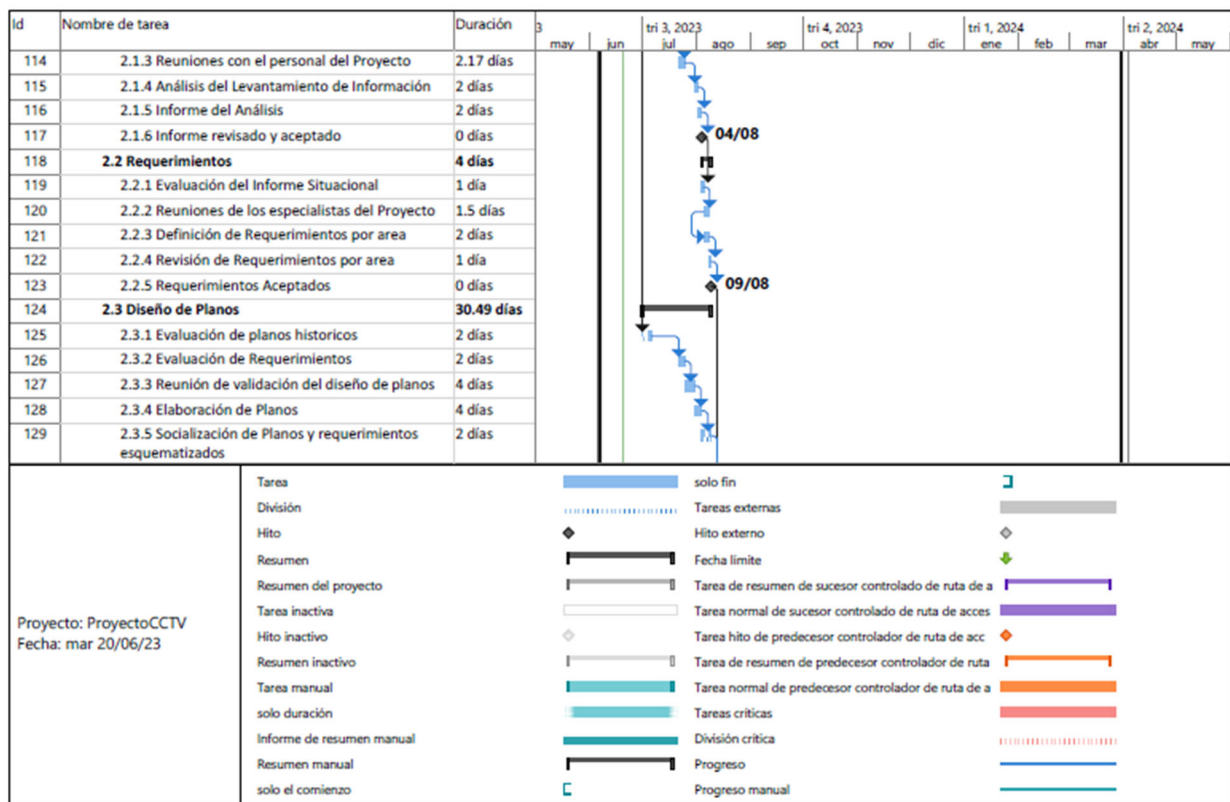 Id Nombre de tarea Duración 3 tri 3, 2023 tri 4, 2023 tri 1, 2024 tri 2, 2024
may jun jul ago sep oct nov dic ene feb mar abr may
114 2.1.3 Reuniones con el personal del Proyecto 2.17 días
115 2.1.4 Análisis del Levantamiento de Información 2 días
116 2.1.5 Informe del Análisis 2 días
117 2.1.6 Informe revisado y aceptado 0 días 04/08
118 2.2 Requerimientos 4 días
119 2.2.1 Evaluación del Informe Situacional 1 día
120 2.2.2 Reuniones de los especialistas del Proyecto 1.5 días
121 2.2.3 Definición de Requerimientos por area 2 días
122 2.2.4 Revisión de Requerimientos por area 1 día
123 2.2.5 Requerimientos Aceptados 0 días 09/08
124 2.3 Diseño de Planos 30.49 días
125 2.3.1 Evaluación de planos historicos 2 días
126 2.3.2 Evaluación de Requerimientos 2 días
127 2.3.3 Reunión de validación del diseño de planos 4 días
128 2.3.4 Elaboración de Planos 4 días
129 2.3.5 Socialización de Planos y requerimientos 2 días
esquematizados
Proyecto: ProyectoCCTV
Fecha: mar 20/06/23
Tarea
División
Hito
Resumen
Resumen del proyecto
Tarea inactiva
Hito inactivo
Resumen inactivo
Tarea manual
solo duración
Informe de resumen manual
Resumen manual
solo el comienzo
solo fin
Tareas externas
Hito externo
Fecha límite
Tarea de resumen de sucesor controlado de ruta de a
Tarea normal de sucesor controlado de ruta de acces
Tarea hito de predecesor controlador de ruta de acc
Tarea de resumen de predecesor controlador de ruta
Tarea normal de predecesor controlador de ruta de a
Tareas críticas
División crítica
Progreso
Progreso manual